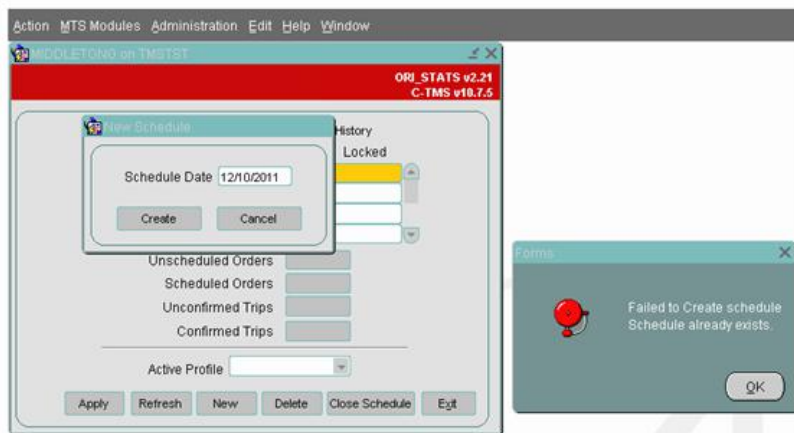 Action MTS Modules Administration Edit Help Window
MIDDLETONG on TMSTST
ORI_STATS v2.21
C-TMS v10.7.5
New Schedule
History
Locked
Schedule Date 12/10/2011
Create Cancel
Unscheduled Orders
Scheduled Orders
Unconfirmed Trips
Confirmed Trips
Active Profile
Apply Refresh New Delete Close Schedule Exit
Forms
Failed to Create schedule
Schedule already exists.
OK